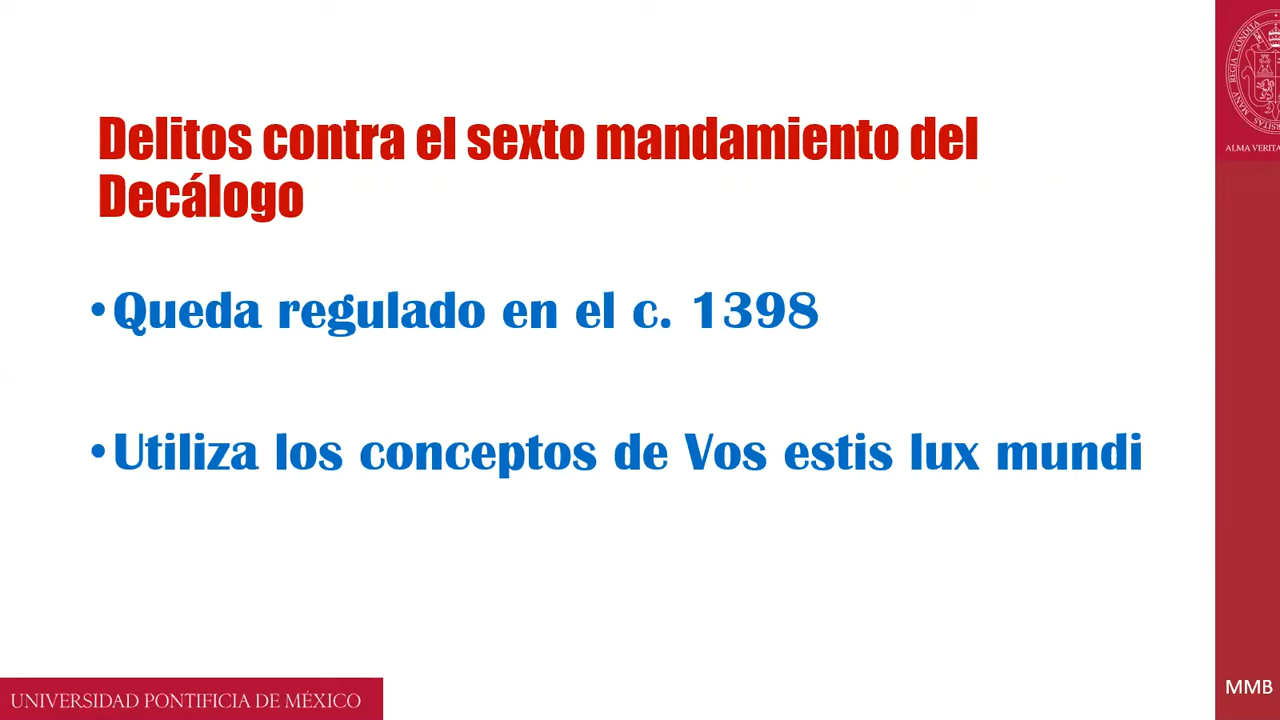 Delitos contra el sexto mandamiento del
Decálogo
•Queda regulado en el c. 1398
•Utiliza los conceptos de Vos estis lux mundi
ALMA VERITA
UNIVERSIDAD PONTIFICIA DE MÉXICO
MMB